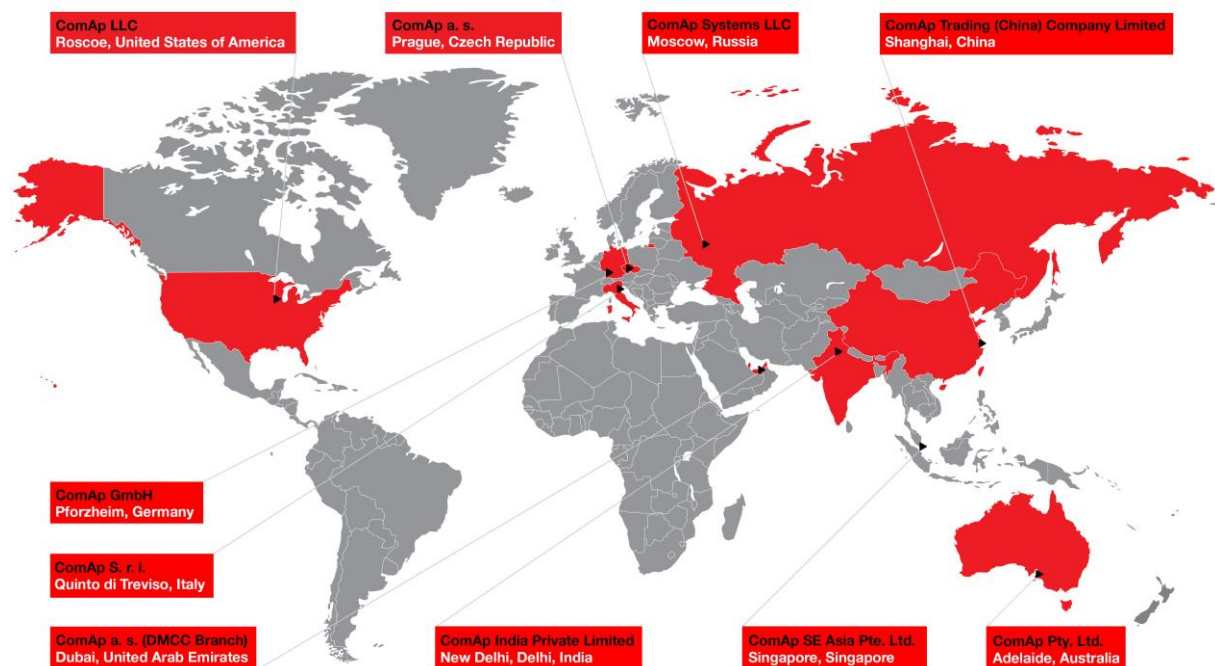 ComAp LLC
Roscoe, United States of America
ComAp a. s.
Prague, Czech Republic
ComAp Systems LLC
Moscow, Russia
ComAp Trading (China) Company Limited
Shanghai, China
ComAp GmbH
Pforzheim, Germany
ComAp S. r. l.
Quinto di Treviso, Italy
ComAp a. s. (DMCC Branch)
Dubai, United Arab Emirates
ComAp India Private Limited
New Delhi, Delhi, India
ComAp SE Asia Pte. Ltd.
Singapore, Singapore
ComAp Pty. Ltd.
Adelaide, Australia